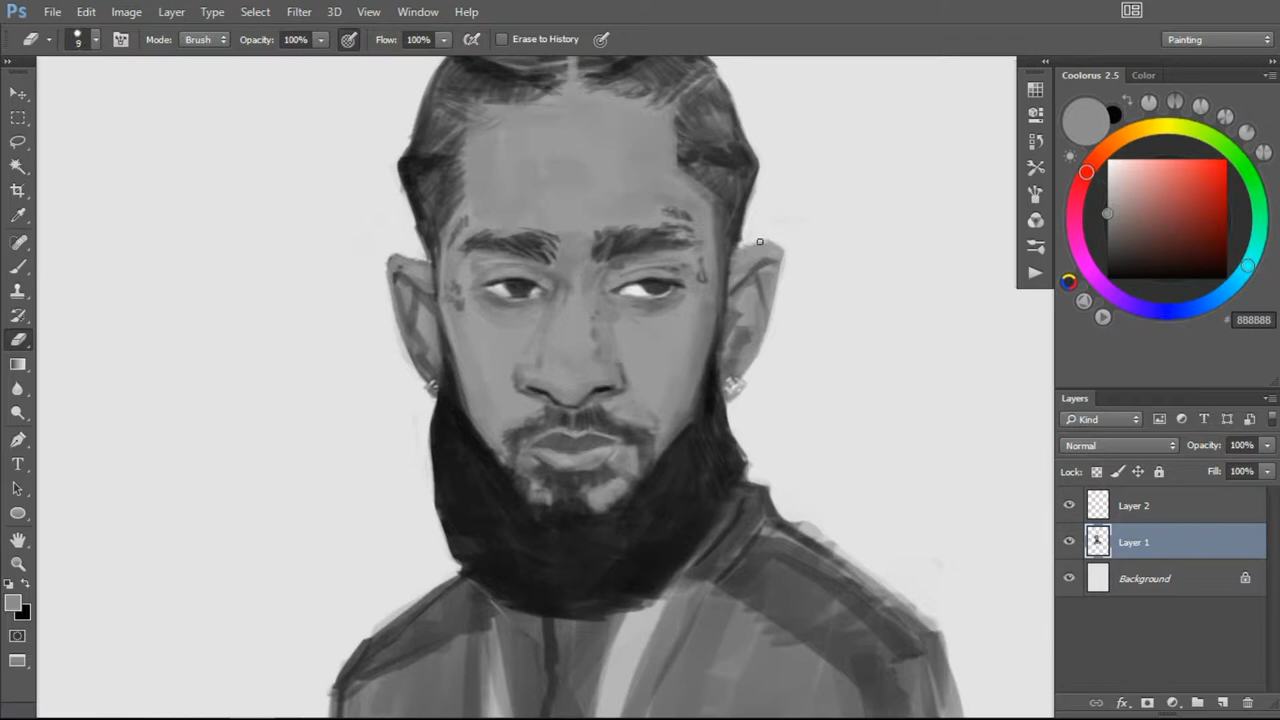 Ps File Edit Image Layer Type Select Filter 3D View Window Help
9 Mode: Brush Opacity: 100% Flow: 100% Erase to History Painting
Coolorus 2.5 Color
# 888888
Layers
Kind T
Normal Opacity: 100%
Lock: Fill: 100%
Layer 2
Layer 1
Background
T
fx